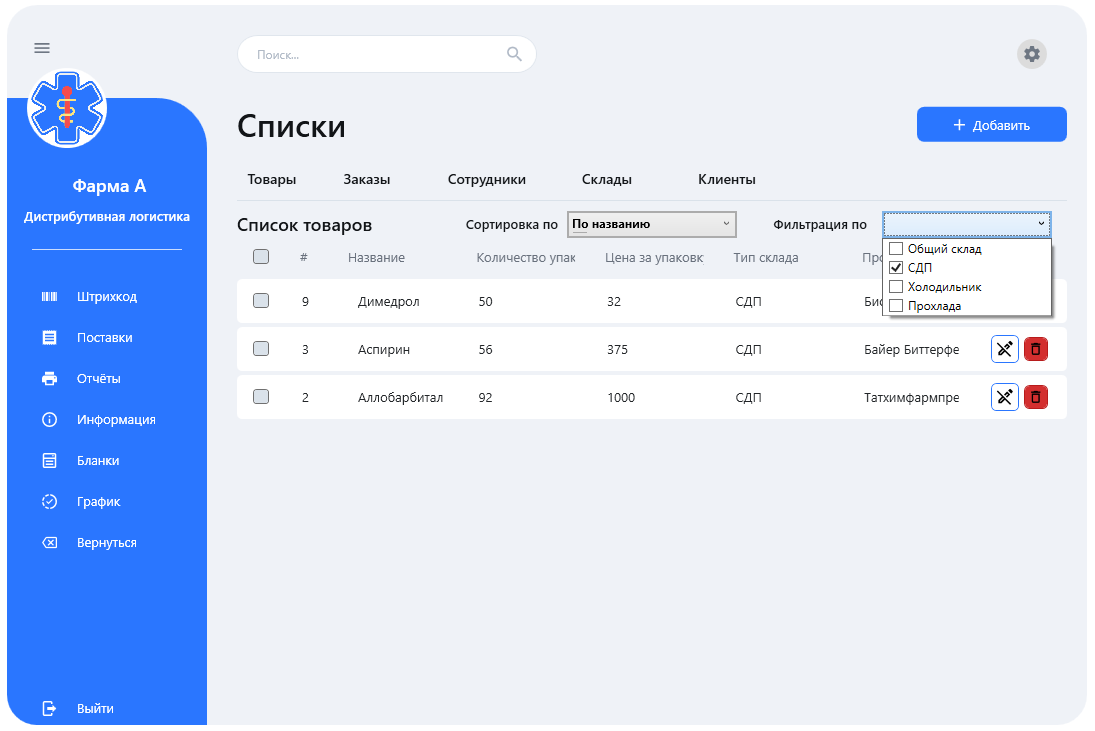 Поиск...
Фарма А
Дистрибутивная логистика
Штрихкод
Поставки
Отчёты
Информация
Бланки
График
Вернуться
Выйти
Списки
+ Добавить
Товары Заказы Сотрудники Склады Клиенты
Список товаров Сортировка по По названию Фильтрация по
Общий склад
СДП
Холодильник
Прохлада
# Название Количество упак Цена за упаковк Тип склада
9 Димедрол 50 32 СДП
3 Аспирин 56 375 СДП Байер Биттерфе
2 Аллобарбитал 92 1000 СДП Татхимфармпре